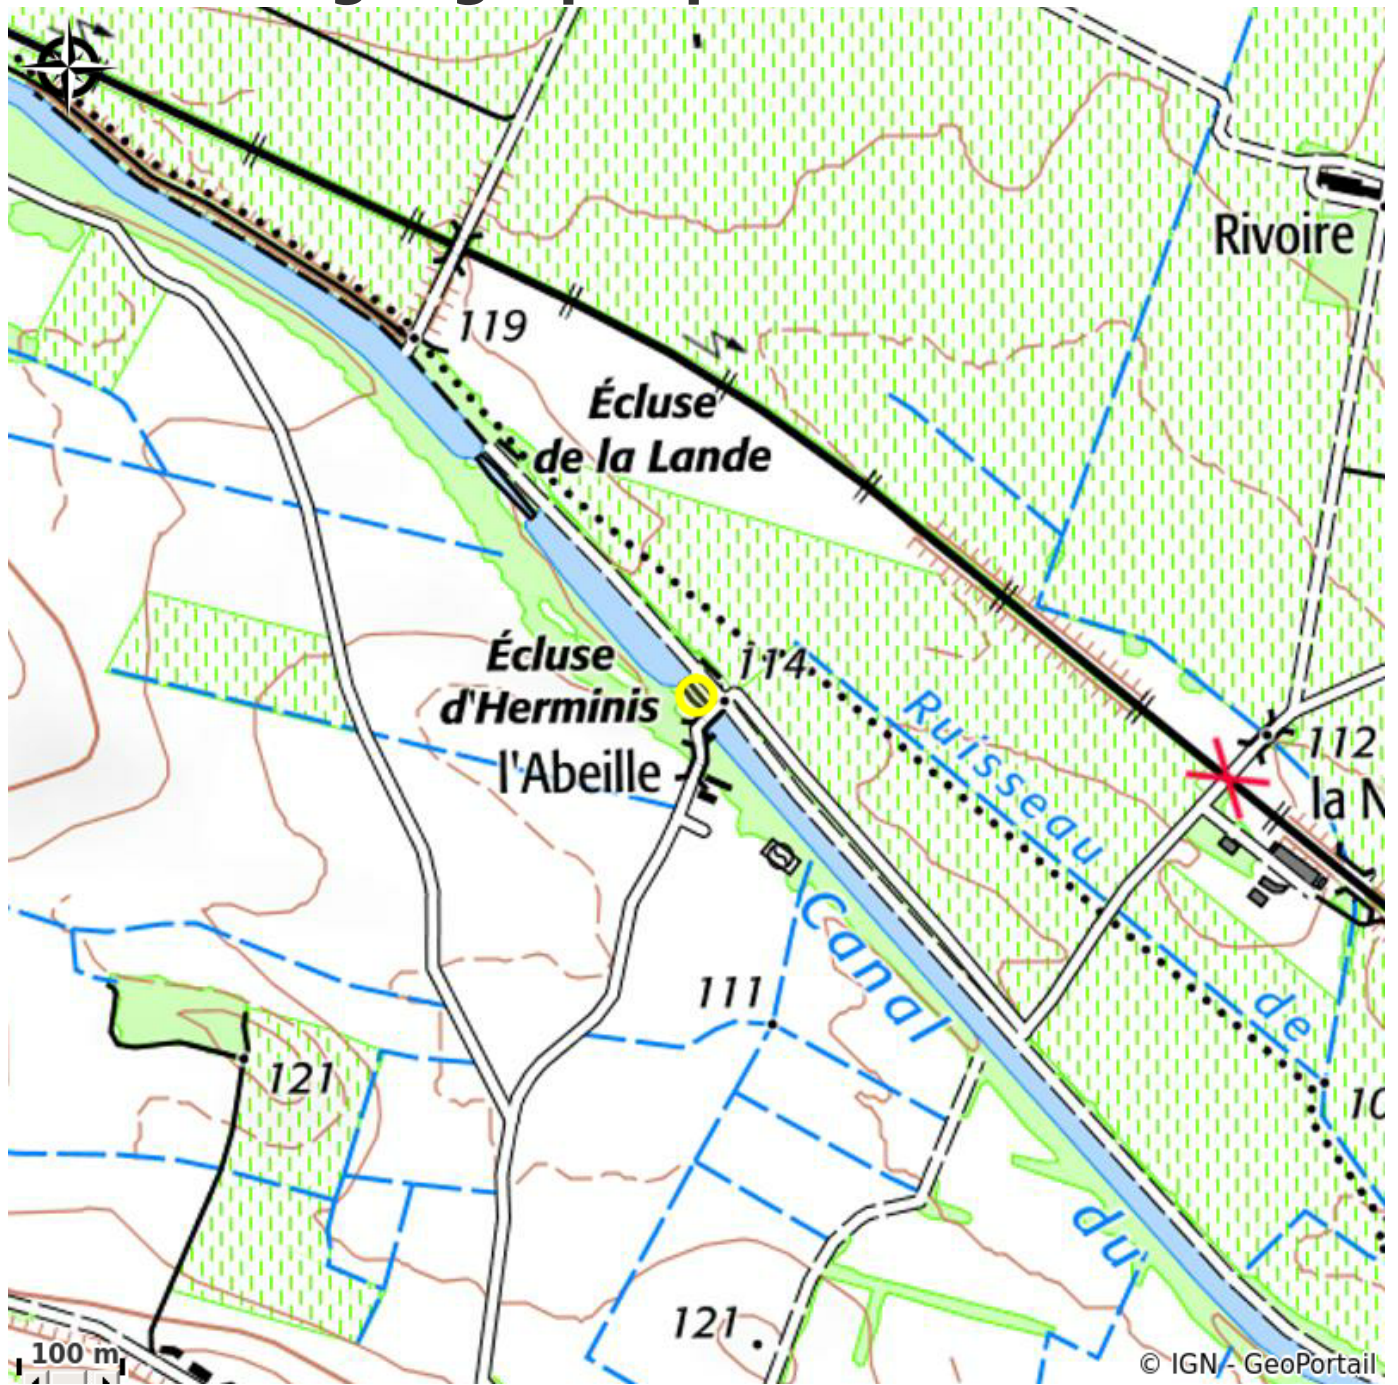 Rivoire
119
Écluse
de la Lande
Écluse
d'Herminis
114
l'Abeille
Ruisseau
de
112
la N
Canal
du
111
121
10
121
100 m
© IGN - GeoPortail